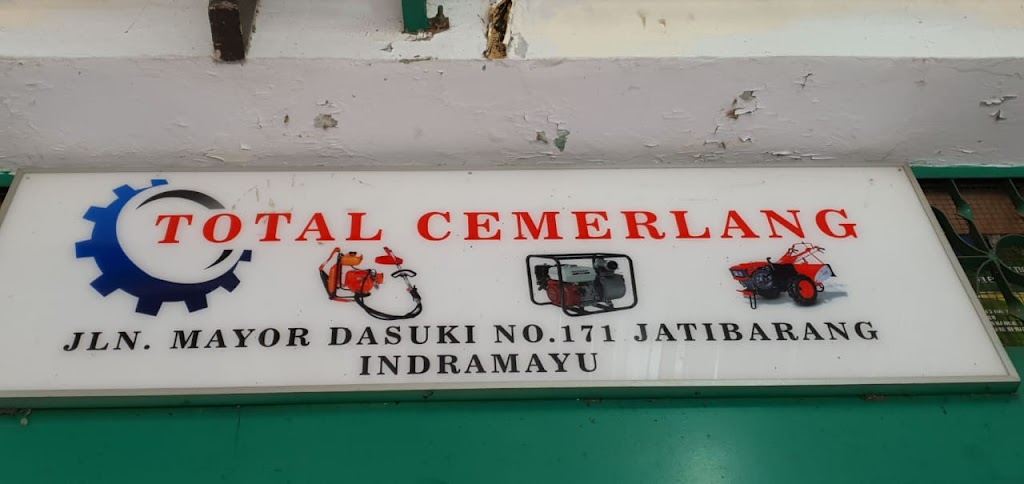 TOTAL CEMERLANG
JLN. MAYOR DASUKI NO.171 JATIBARANG
INDRAMAYU